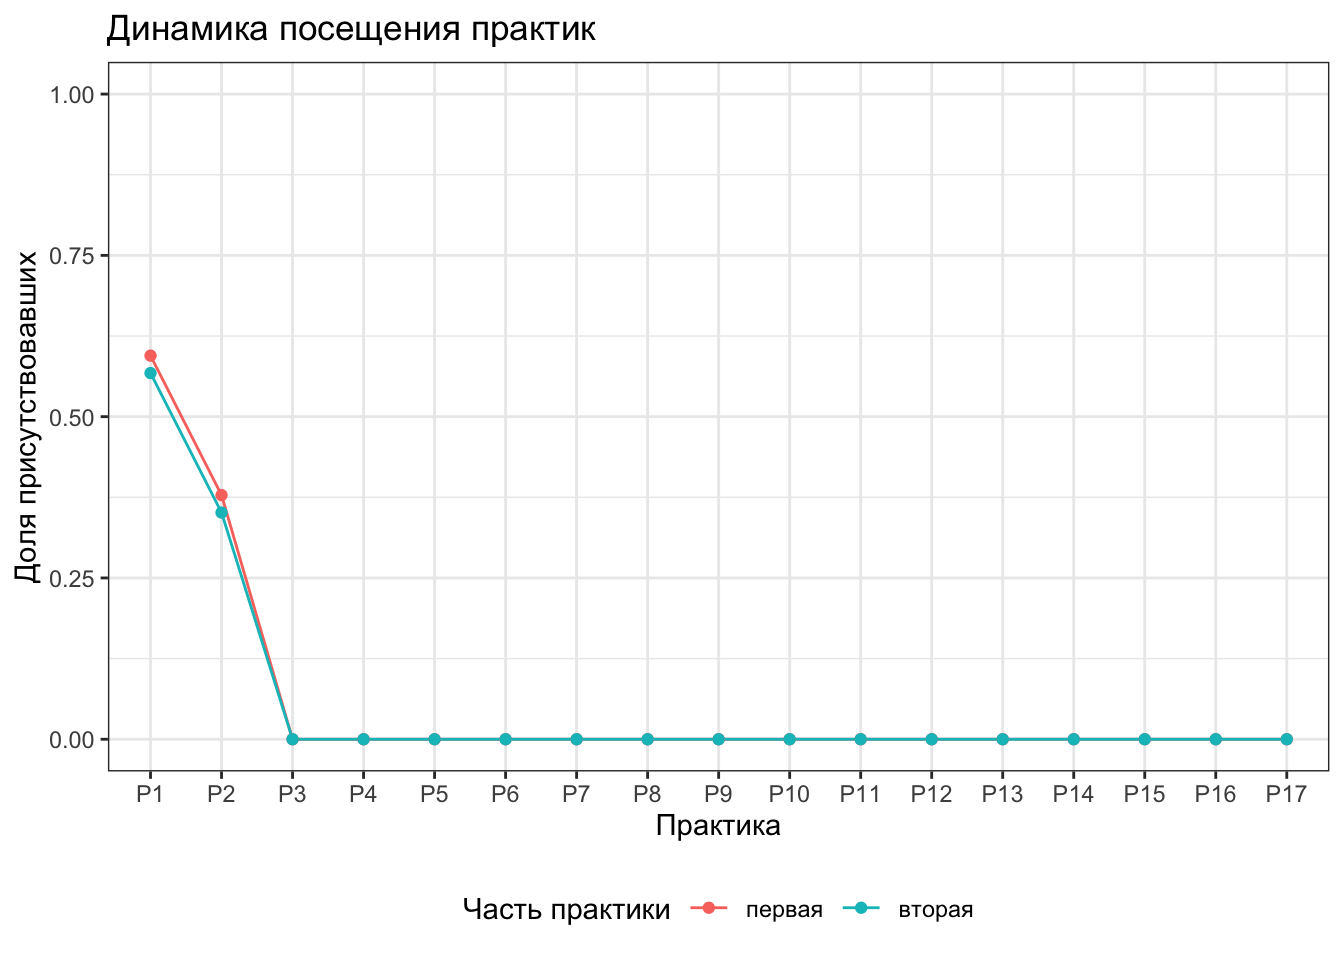 Динамика посещения практик
1.00
0.75
0.50
0.25
0.00
Доля присутствовавших
P1 P2 P3 P4 P5 P6 P7 P8 P9 P10 P11 P12 P13 P14 P15 P16 P17
Практика
Часть практики первая вторая